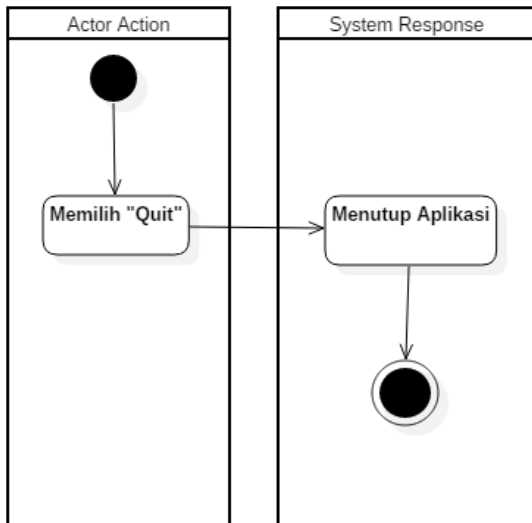 Actor Action
System Response
Memilih "Quit"
Menutup Aplikasi